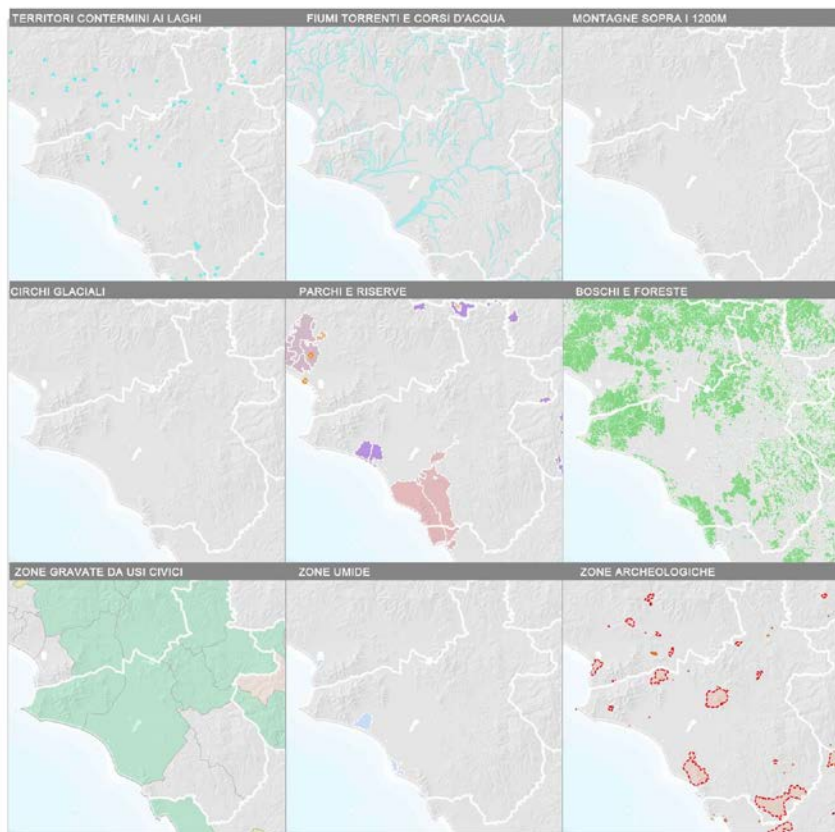 TERRITORI CONTERMINI AI LAGHI
FIUMI TORRENTI E CORSI D'ACQUA
MONTAGNE SOPRA I 1200M
CIRCHI GLACIALI
PARCHI E RISERVE
BOSCHI E FORESTE
ZONE GRAVATE DA USI CIVICI
ZONE UMIDE
ZONE ARCHEOLOGICHE